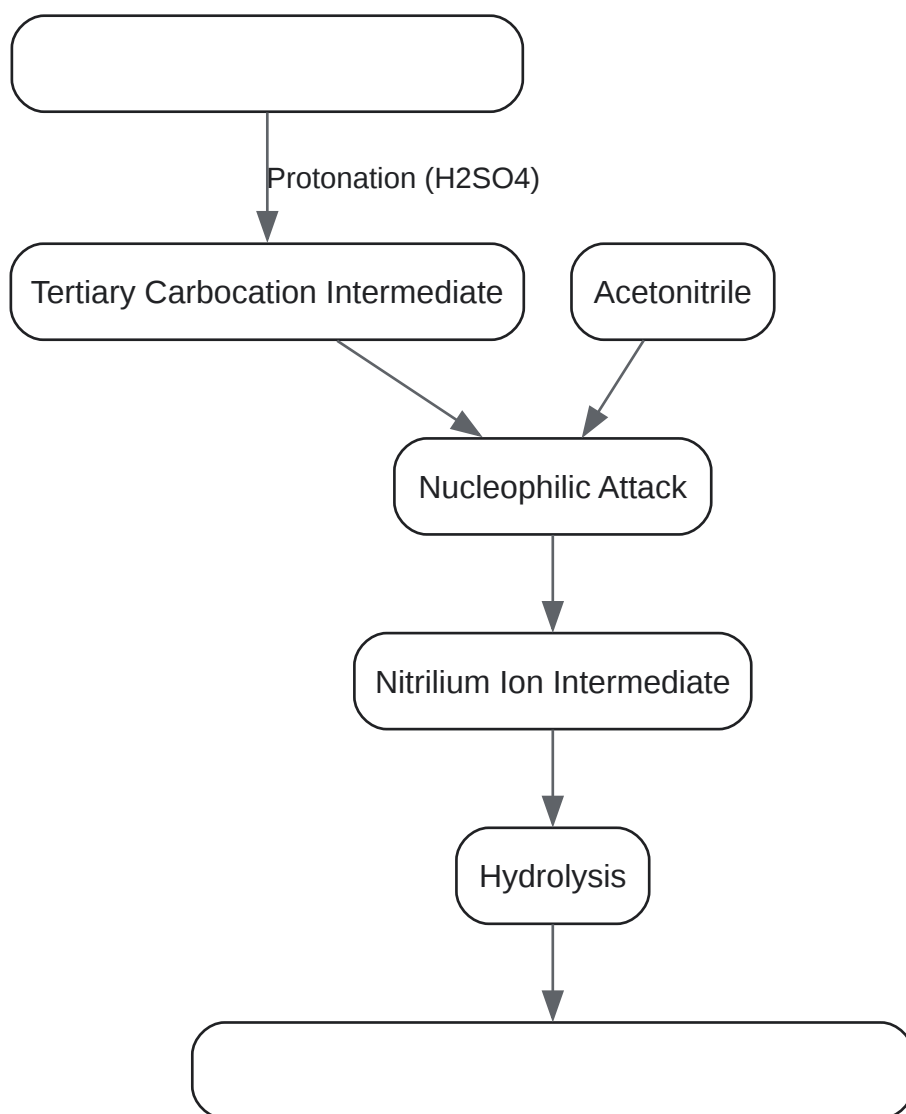 Protonation (H2SO4)
Tertiary Carbocation Intermediate
Acetonitrile
Nucleophilic Attack
Nitrilium Ion Intermediate
Hydrolysis